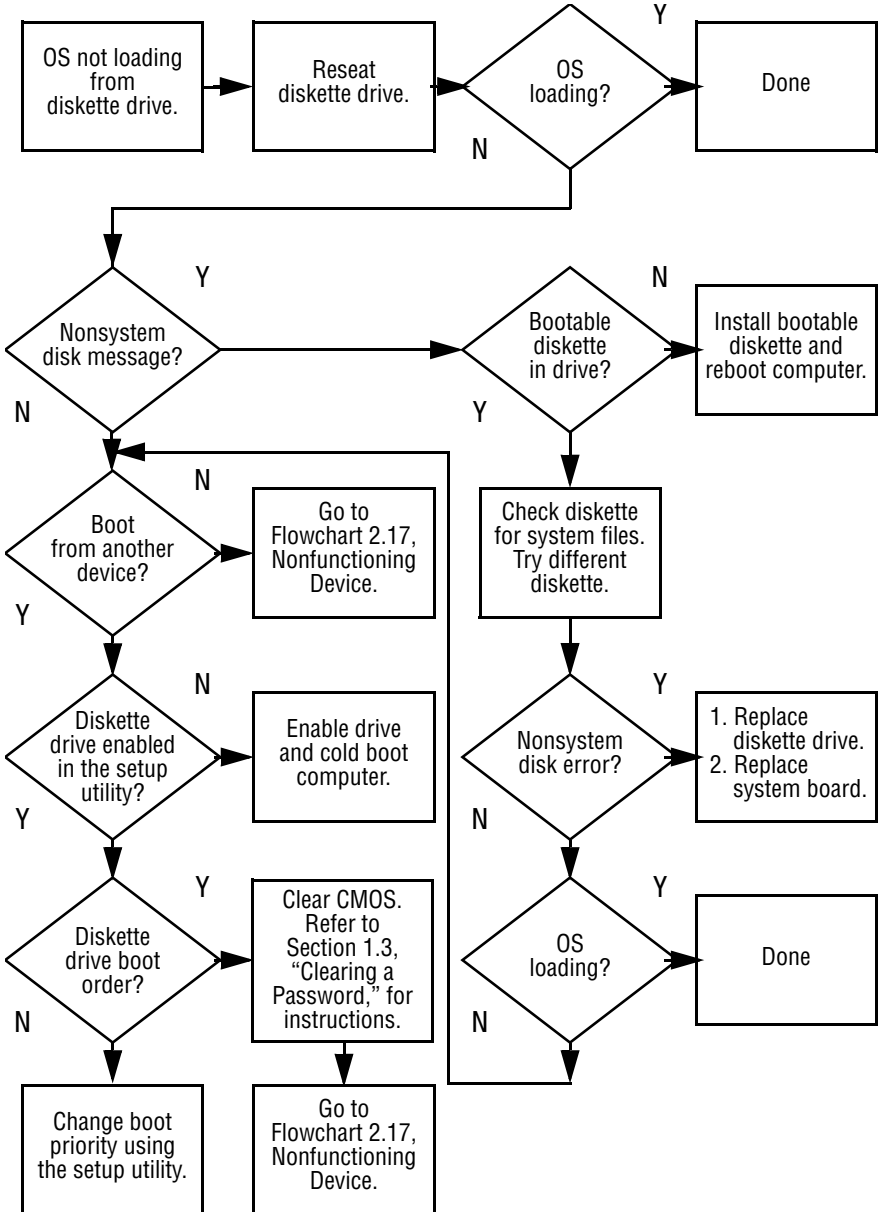 OS not loading
from
diskette drive.
Reseat
diskette drive.
OS
loading?
Y
N
Done
Nonsystem
disk message?
Y
N
Bootable
diskette
in drive?
N
Y
Install bootable
diskette and
reboot computer.
Boot
from another
device?
N
Y
Go to
Flowchart 2.17,
Nonfunctioning
Device.
Check diskette
for system files.
Try different
diskette.
Diskette
drive enabled
in the setup
utility?
N
Y
Enable drive
and cold boot
computer.
Nonsystem
disk error?
Y
N
1. Replace
diskette drive.
2. Replace
system board.
Diskette
drive boot
order?
Y
N
Clear CMOS.
Refer to
Section 1.3,
“Clearing a
Password,” for
instructions.
OS
loading?
Y
N
Done
Change boot
priority using
the setup utility.
Go to
Flowchart 2.17,
Nonfunctioning
Device.